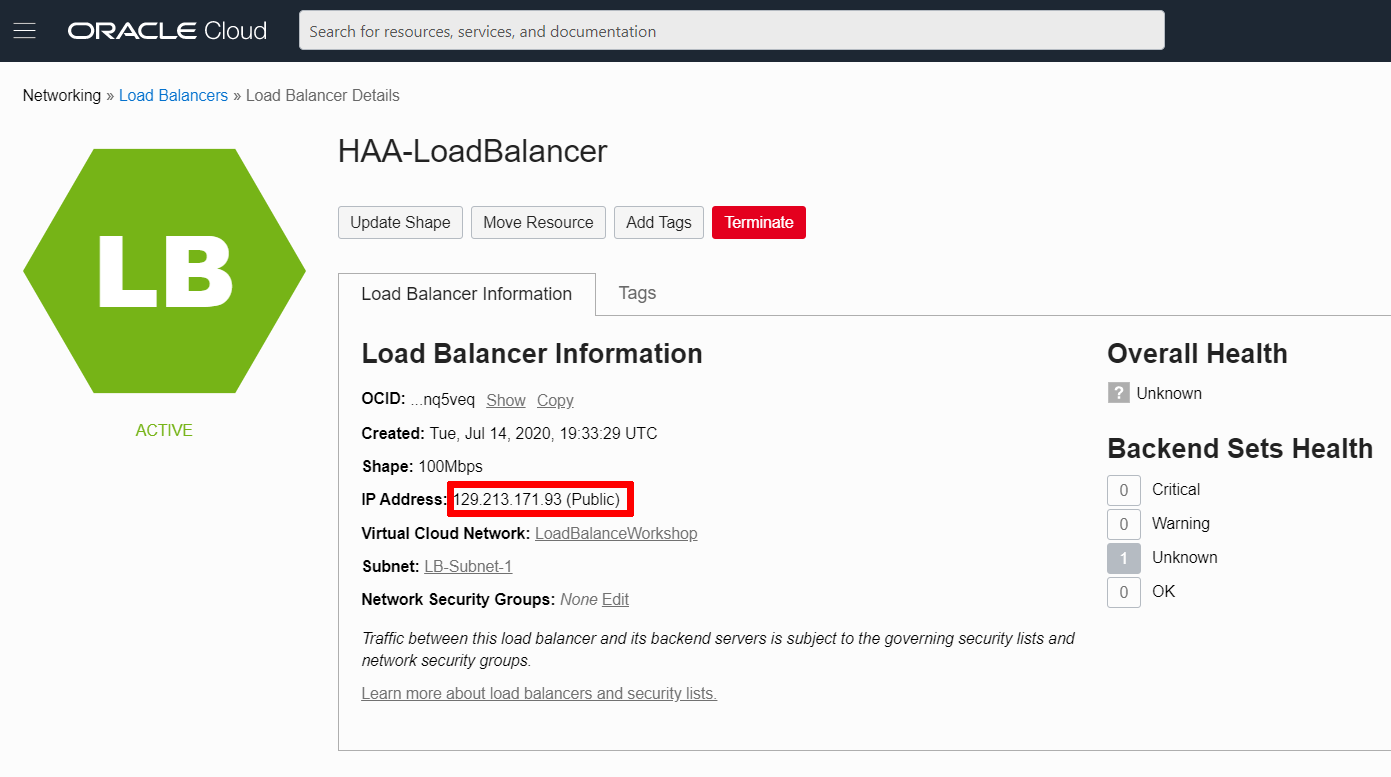 ORACLE Cloud
Search for resources, services, and documentation
Networking » Load Balancers » Load Balancer Details
LB
ACTIVE
HAA-LoadBalancer
Update Shape Move Resource Add Tags Terminate
Load Balancer Information Tags
Load Balancer Information
OCID: ...nq5veq Show Copy
Created: Tue, Jul 14, 2020, 19:33:29 UTC
Shape: 100Mbps
IP Address: 129.213.171.93 (Public)
Virtual Cloud Network: LoadBalanceWorkshop
Subnet: LB-Subnet-1
Network Security Groups: None Edit
Traffic between this load balancer and its backend servers is subject to the governing security lists and
network security groups.
Learn more about load balancers and security lists.
Overall Health
? Unknown
Backend Sets Health
0 Critical
0 Warning
1 Unknown
0 OK